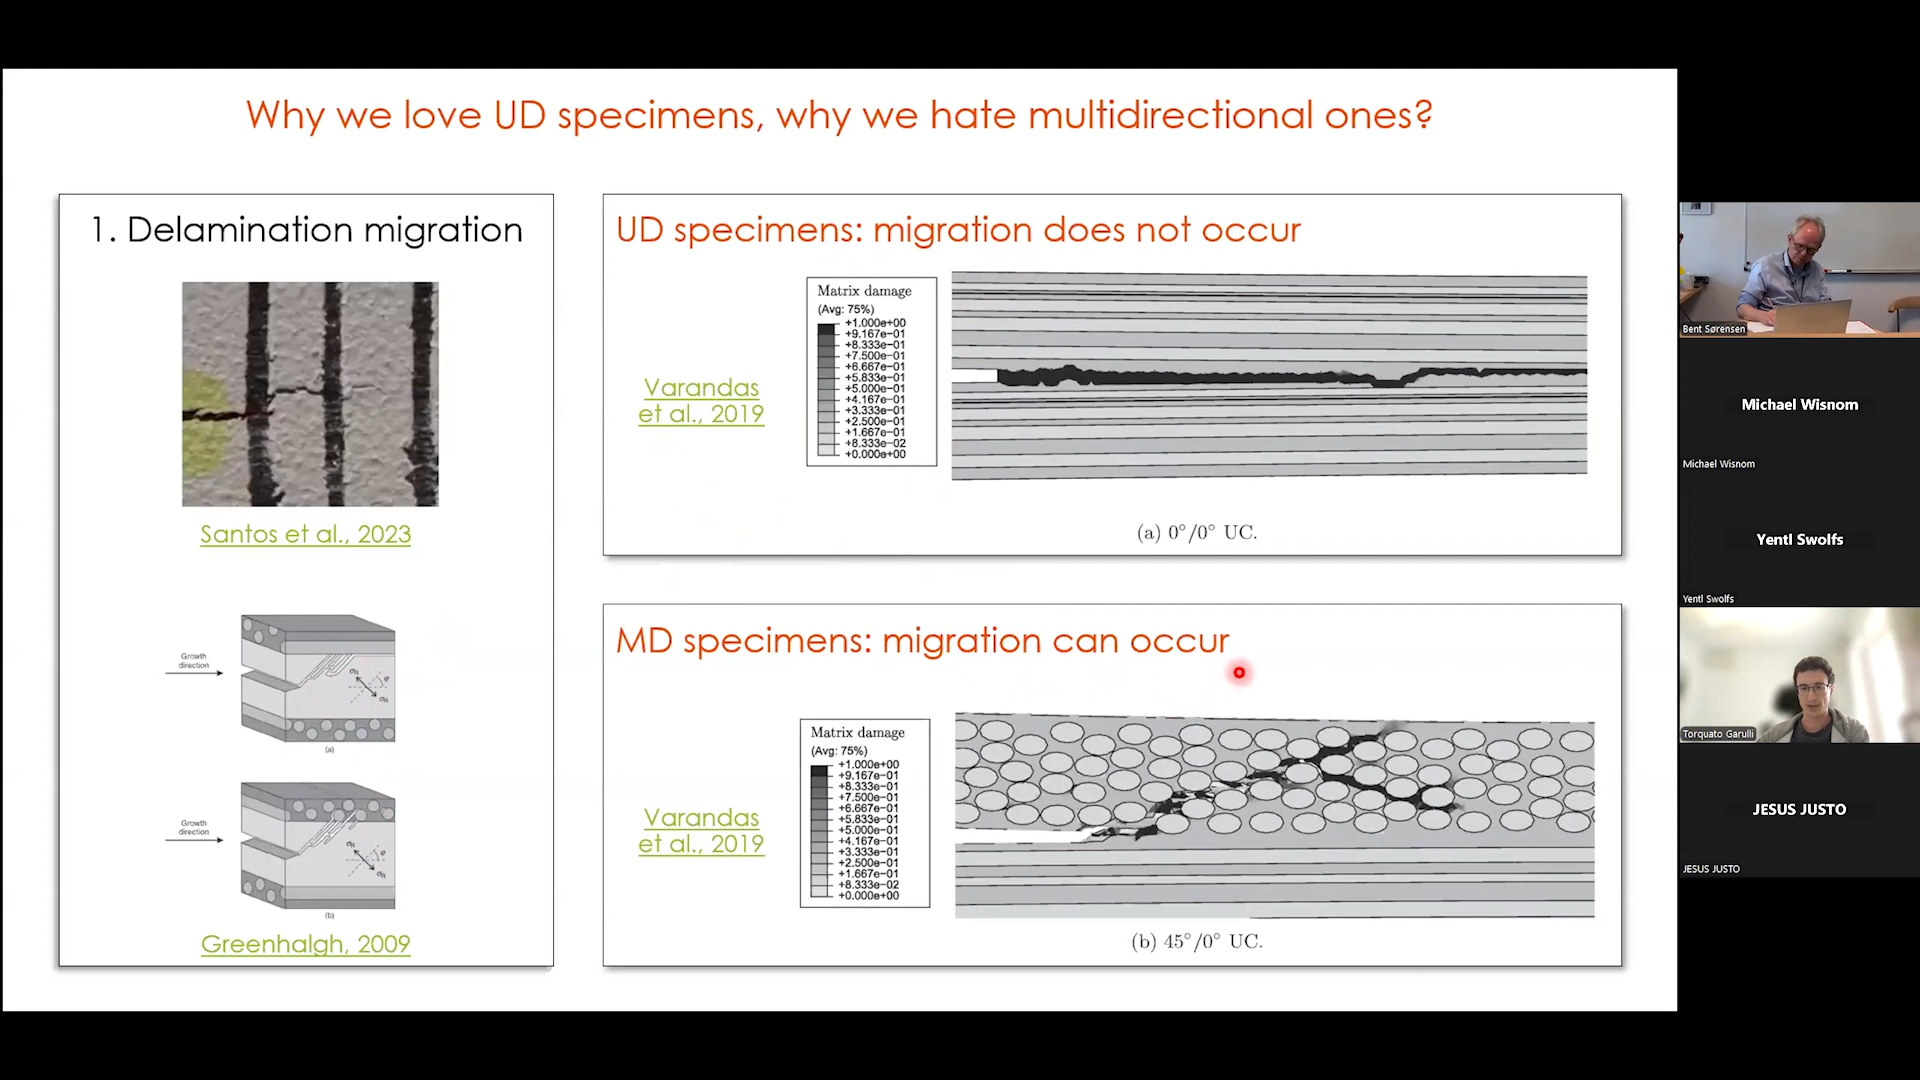 Why we love UD specimens, why we hate multidirectional ones?
1. Delamination migration
Santos et al., 2023
Growth
direction
σR
φ
σR
(a)
Growth
direction
σR
φ
σR
(b)
Greenhalgh, 2009
UD specimens: migration does not occur
Varandas
et al., 2019
Matrix damage
(Avg: 75%)
+1.000e+00
+9.167e−01
+8.333e−01
+7.500e−01
+6.667e−01
+5.833e−01
+5.000e−01
+4.167e−01
+3.333e−01
+2.500e−01
+1.667e−01
+8.333e−02
+0.000e+00
(a) 0°/0° UC.
MD specimens: migration can occur
Varandas
et al., 2019
Matrix damage
(Avg: 75%)
+1.000e+00
+9.167e−01
+8.333e−01
+7.500e−01
+6.667e−01
+5.833e−01
+5.000e−01
+4.167e−01
+3.333e−01
+2.500e−01
+1.667e−01
+8.333e−02
+0.000e+00
(b) 45°/0° UC.
Bent Sørensen
Michael Wisnom
Michael Wisnom
Yentl Swolfs
Yentl Swolfs
Torquato Garulli
JESUS JUSTO
JESUS JUSTO